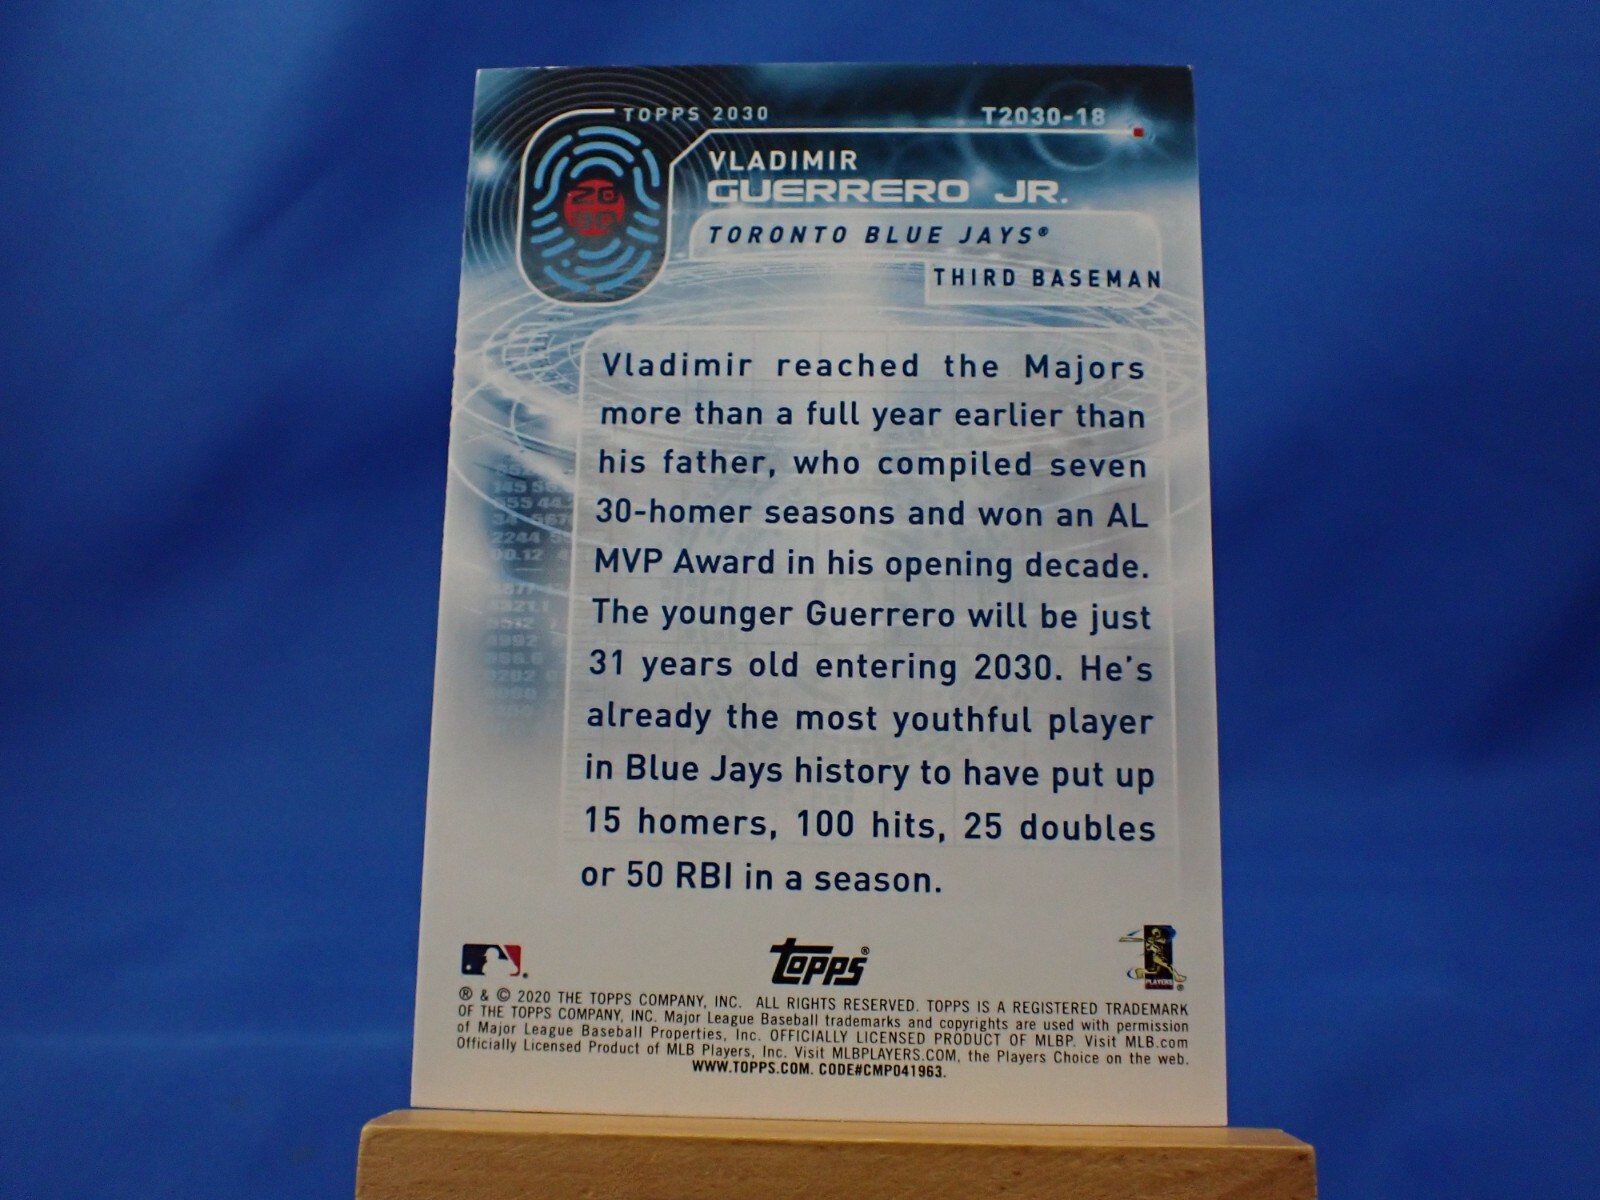 TOPPS 2030
T2030-18
20
30
VLADIMIR
GUERRERO JR.
TORONTO BLUE JAYS®
THIRD BASEMAN
Vladimir reached the Majors
more than a full year earlier than
his father, who compiled seven
30-homer seasons and won an AL
MVP Award in his opening decade.
The younger Guerrero will be just
31 years old entering 2030. He's
already the most youthful player
in Blue Jays history to have put up
15 homers, 100 hits, 25 doubles
or 50 RBI in a season.
topps®
PLAYERS
® & © 2020 THE TOPPS COMPANY, INC. ALL RIGHTS RESERVED. TOPPS IS A REGISTERED TRADEMARK
OF THE TOPPS COMPANY, INC. Major League Baseball trademarks and copyrights are used with permission
of Major League Baseball Properties, Inc. OFFICIALLY LICENSED PRODUCT OF MLBP. Visit MLB.com
Officially Licensed Product of MLB Players, Inc. Visit MLBPLAYERS.COM, the Players Choice on the web.
WWW.TOPPS.COM. CODE#CMP041963.